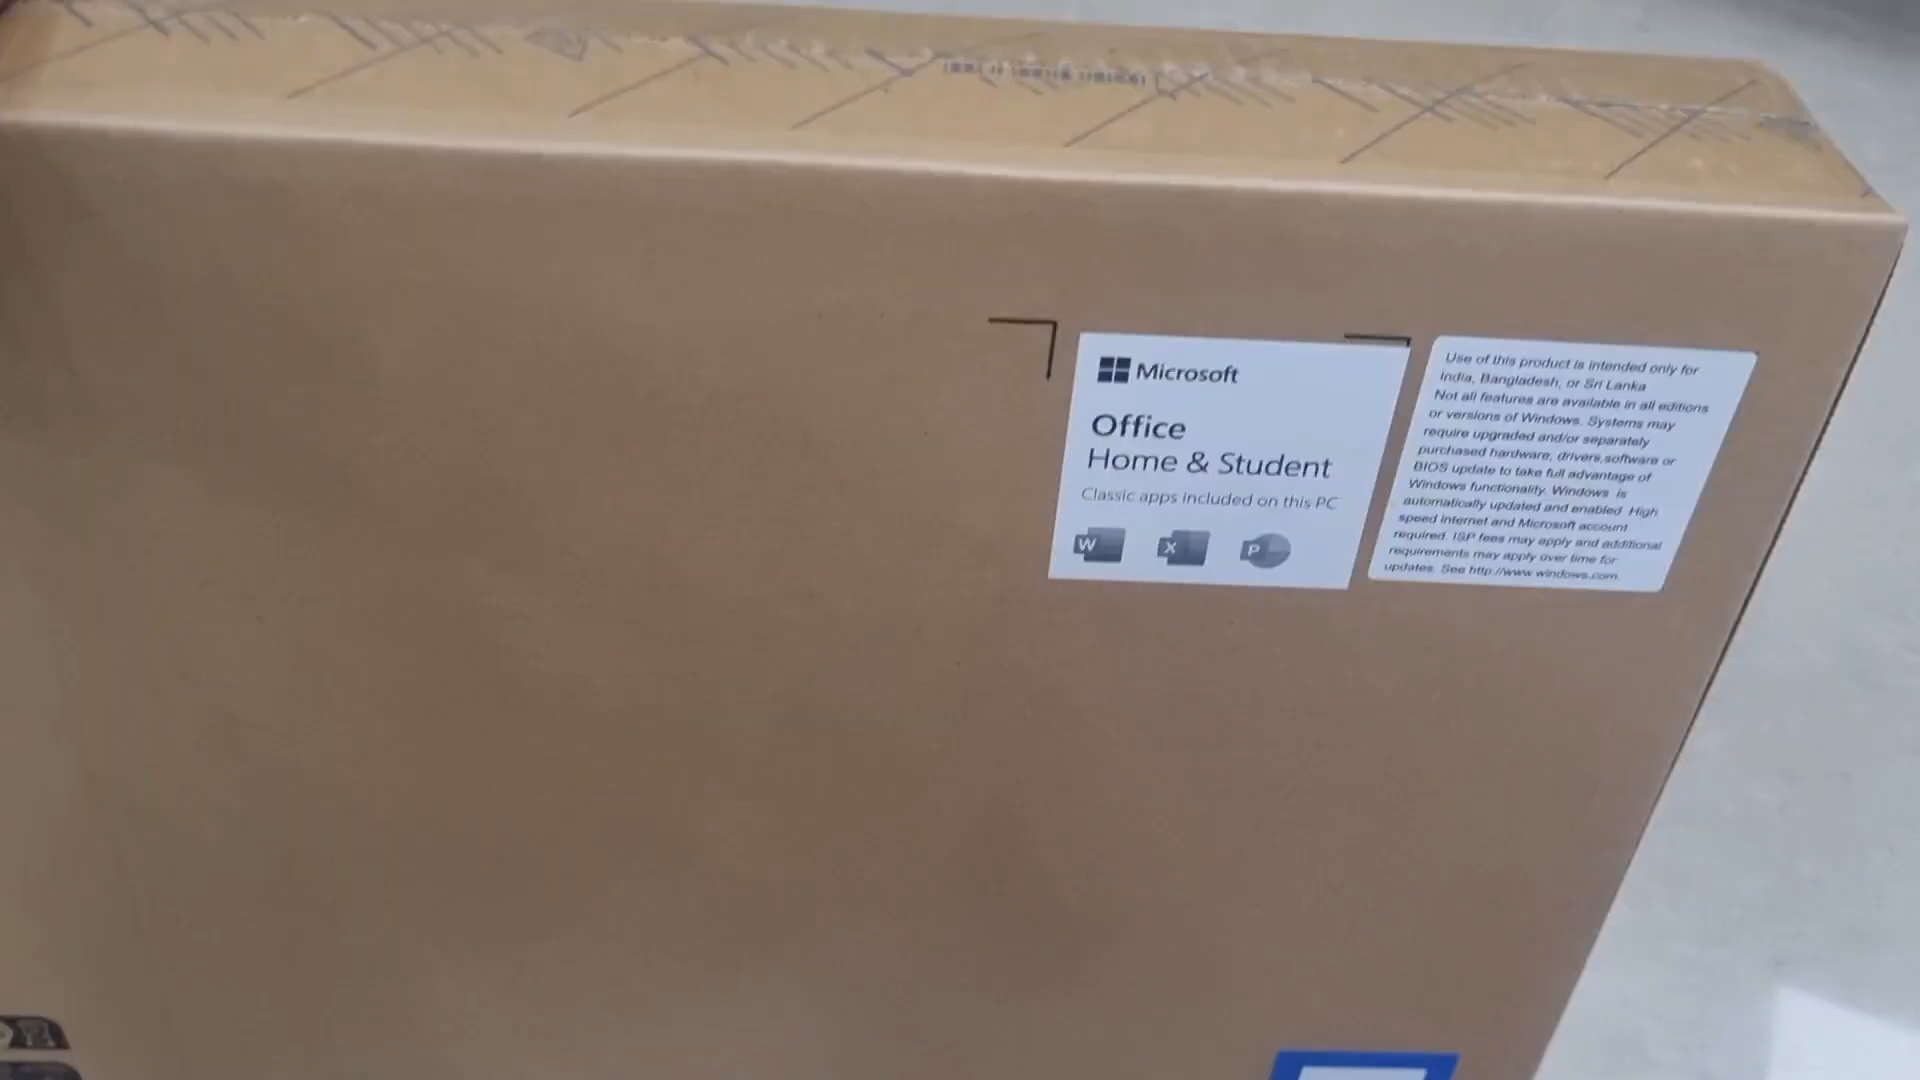 Microsoft
Office
Home & Student
Classic apps included on this PC
W X P
Use of this product is intended only for
India, Bangladesh, or Sri Lanka
Not all features are available in all editions
or versions of Windows. Systems may
require upgraded and/or separately
purchased hardware, drivers,software or
BIOS update to take full advantage of
Windows functionality. Windows is
automatically updated and enabled. High
speed internet and Microsoft account
required. ISP fees may apply and additional
requirements may apply over time for
updates. See http://www.windows.com.